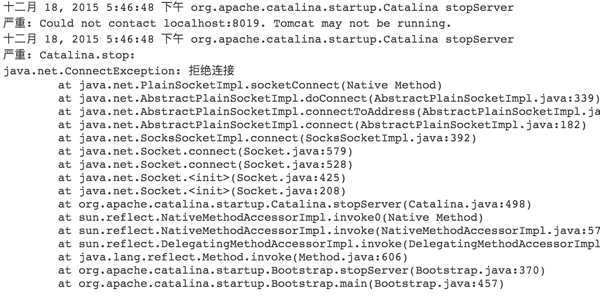 十二月 18, 2015 5:46:48 下午 org.apache.catalina.startup.Catalina stopServer
严重: Could not contact localhost:8019. Tomcat may not be running.
十二月 18, 2015 5:46:48 下午 org.apache.catalina.startup.Catalina stopServer
严重: Catalina.stop:
java.net.ConnectException: 拒绝连接
at java.net.PlainSocketImpl.socketConnect(Native Method)
at java.net.AbstractPlainSocketImpl.doConnect(AbstractPlainSocketImpl.java:339)
at java.net.AbstractPlainSocketImpl.connectToAddress(AbstractPlainSocketImpl.ja
at java.net.AbstractPlainSocketImpl.connect(AbstractPlainSocketImpl.java:182)
at java.net.SocksSocketImpl.connect(SocksSocketImpl.java:392)
at java.net.Socket.connect(Socket.java:579)
at java.net.Socket.connect(Socket.java:528)
at java.net.Socket.<init>(Socket.java:425)
at java.net.Socket.<init>(Socket.java:208)
at org.apache.catalina.startup.Catalina.stopServer(Catalina.java:498)
at sun.reflect.NativeMethodAccessorImpl.invoke0(Native Method)
at sun.reflect.NativeMethodAccessorImpl.invoke(NativeMethodAccessorImpl.java:57
at sun.reflect.DelegatingMethodAccessorImpl.invoke(DelegatingMethodAccessorImpl
at java.lang.reflect.Method.invoke(Method.java:606)
at org.apache.catalina.startup.Bootstrap.stopServer(Bootstrap.java:370)
at org.apache.catalina.startup.Bootstrap.main(Bootstrap.java:457)